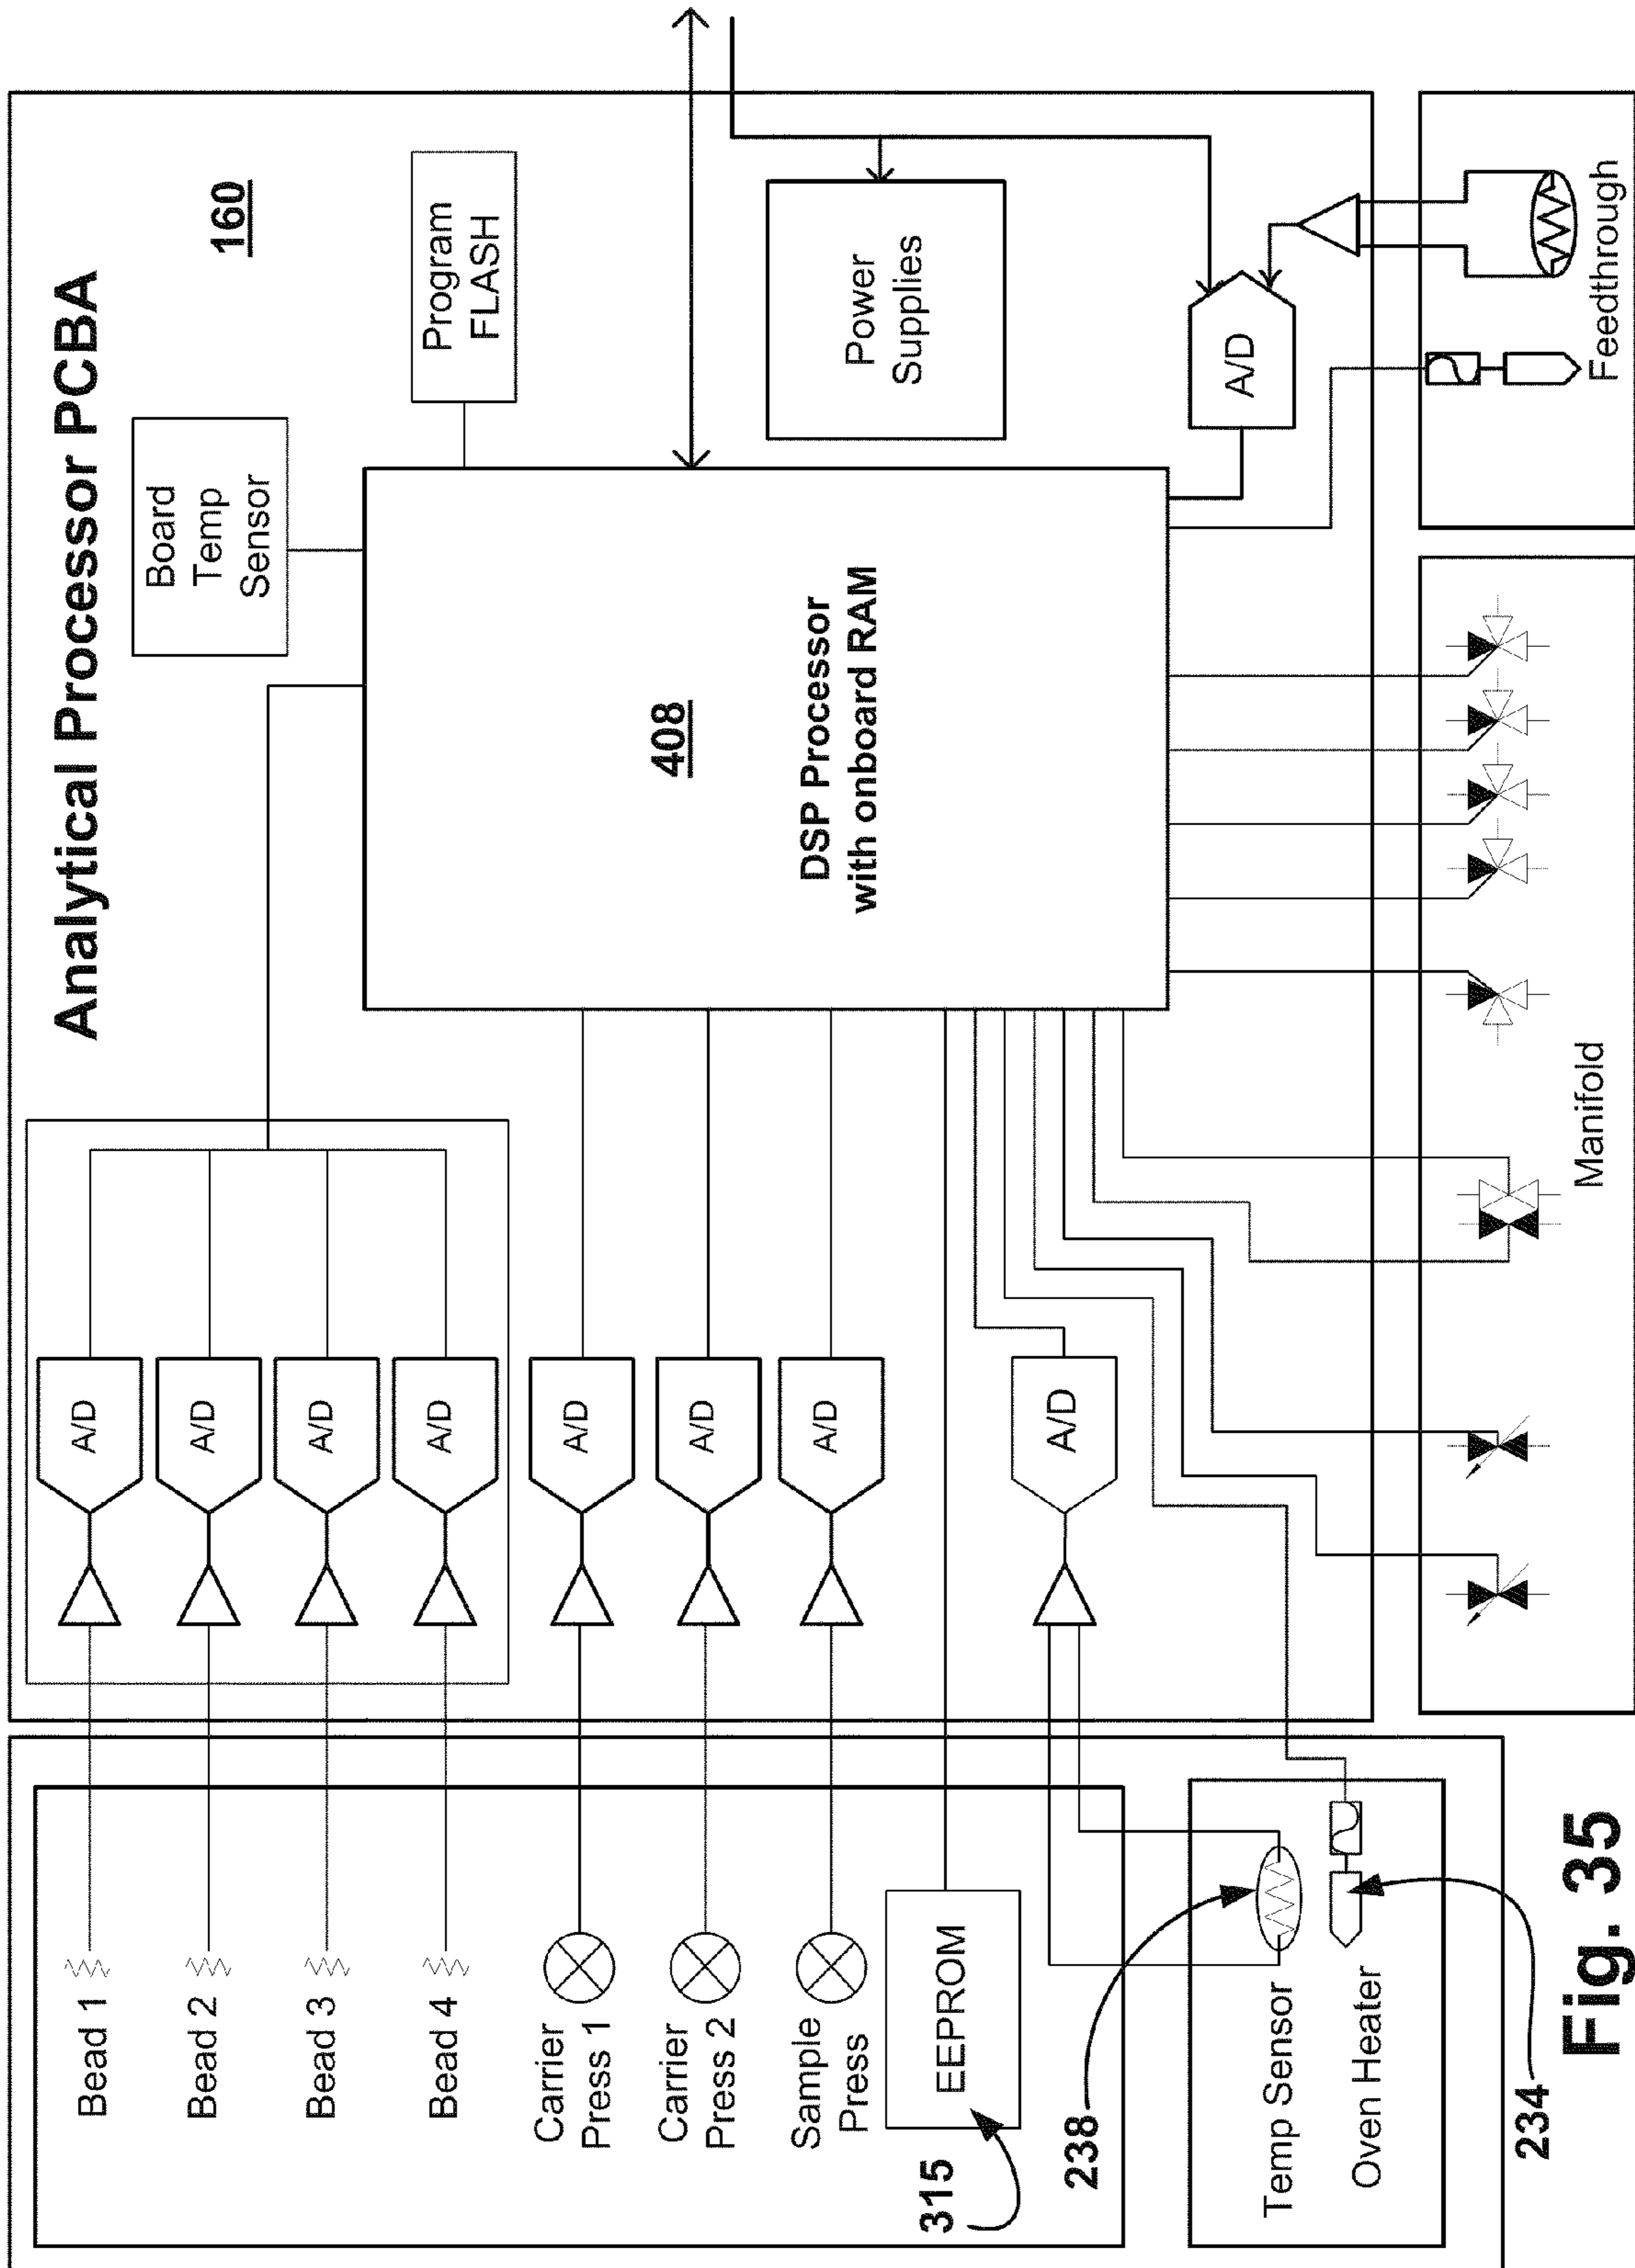 Analytical Processor PCBA
160
Board
Temp
Sensor
Program
FLASH
408
DSP Processor
with onboard RAM
Power
Supplies
A/D
A/D
A/D
A/D
A/D
A/D
A/D
A/D
A/D
Bead 1
Bead 2
Bead 3
Bead 4
Carrier
Press 1
Carrier
Press 2
Sample
Press
EEPROM
315
238
Temp Sensor
Oven Heater
234
Manifold
Feedthrough
Fig. 35